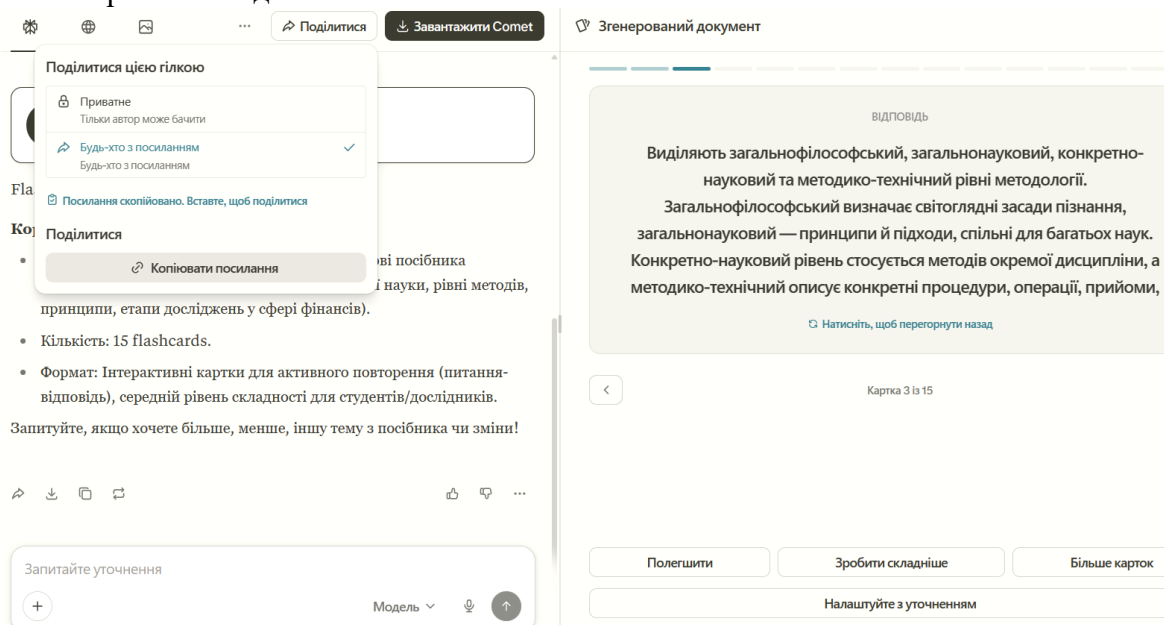 Поділитися
Завантажити Comet
Поділитися цією гілкою
Приватне
Тільки автор може бачити
Будь-хто з посиланням
Будь-хто з посиланням
Посилання скопійовано. Вставте, щоб поділитися
Поділитися
Копіювати посилання
Fla
Ко
ві посібника
ї науки, рівні методів,
принципи, етапи досліджень у сфері фінансів).
• Кількість: 15 flashcards.
• Формат: Інтерактивні картки для активного повторення (питання-
відповідь), середній рівень складності для студентів/дослідників.
Запитуйте, якщо хочете більше, менше, іншу тему з посібника чи зміни!
Запитайте уточнення
Модель
Згенерований документ
ВІДПОВІДЬ
Виділяють загальнофілософський, загальнонауковий, конкретно-
науковий та методико-технічний рівні методології.
Загальнофілософський визначає світоглядні засади пізнання,
загальнонауковий — принципи й підходи, спільні для багатьох наук.
Конкретно-науковий рівень стосується методів окремої дисципліни, а
методико-технічний описує конкретні процедури, операції, прийоми,
Натисніть, щоб перегорнути назад
Картка 3 із 15
Полегшити
Зробити складніше
Більше карток
Налаштуйте з уточненням